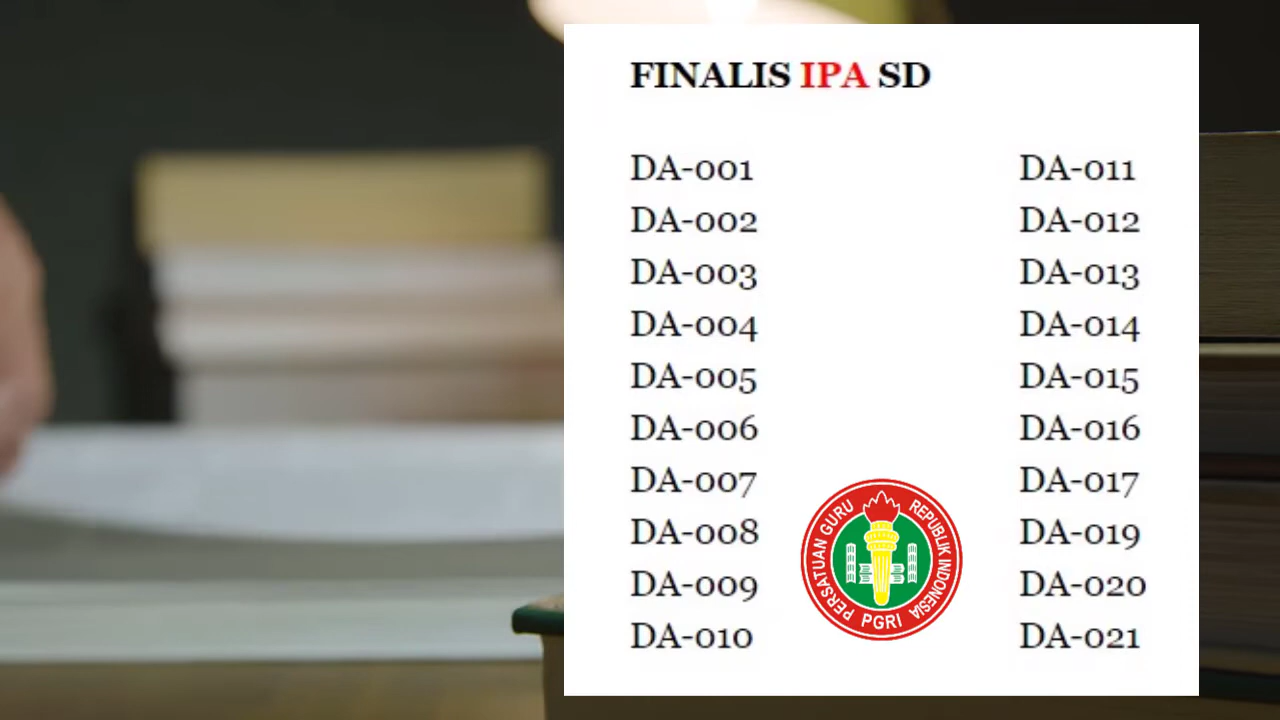 FINALIS IPA SD
DA-001
DA-002
DA-003
DA-004
DA-005
DA-006
DA-007
DA-008
DA-009
DA-010
DA-011
DA-012
DA-013
DA-014
DA-015
DA-016
DA-017
DA-019
DA-020
DA-021
PERSATUAN GURU REPUBLIK INDONESIA
PGRI